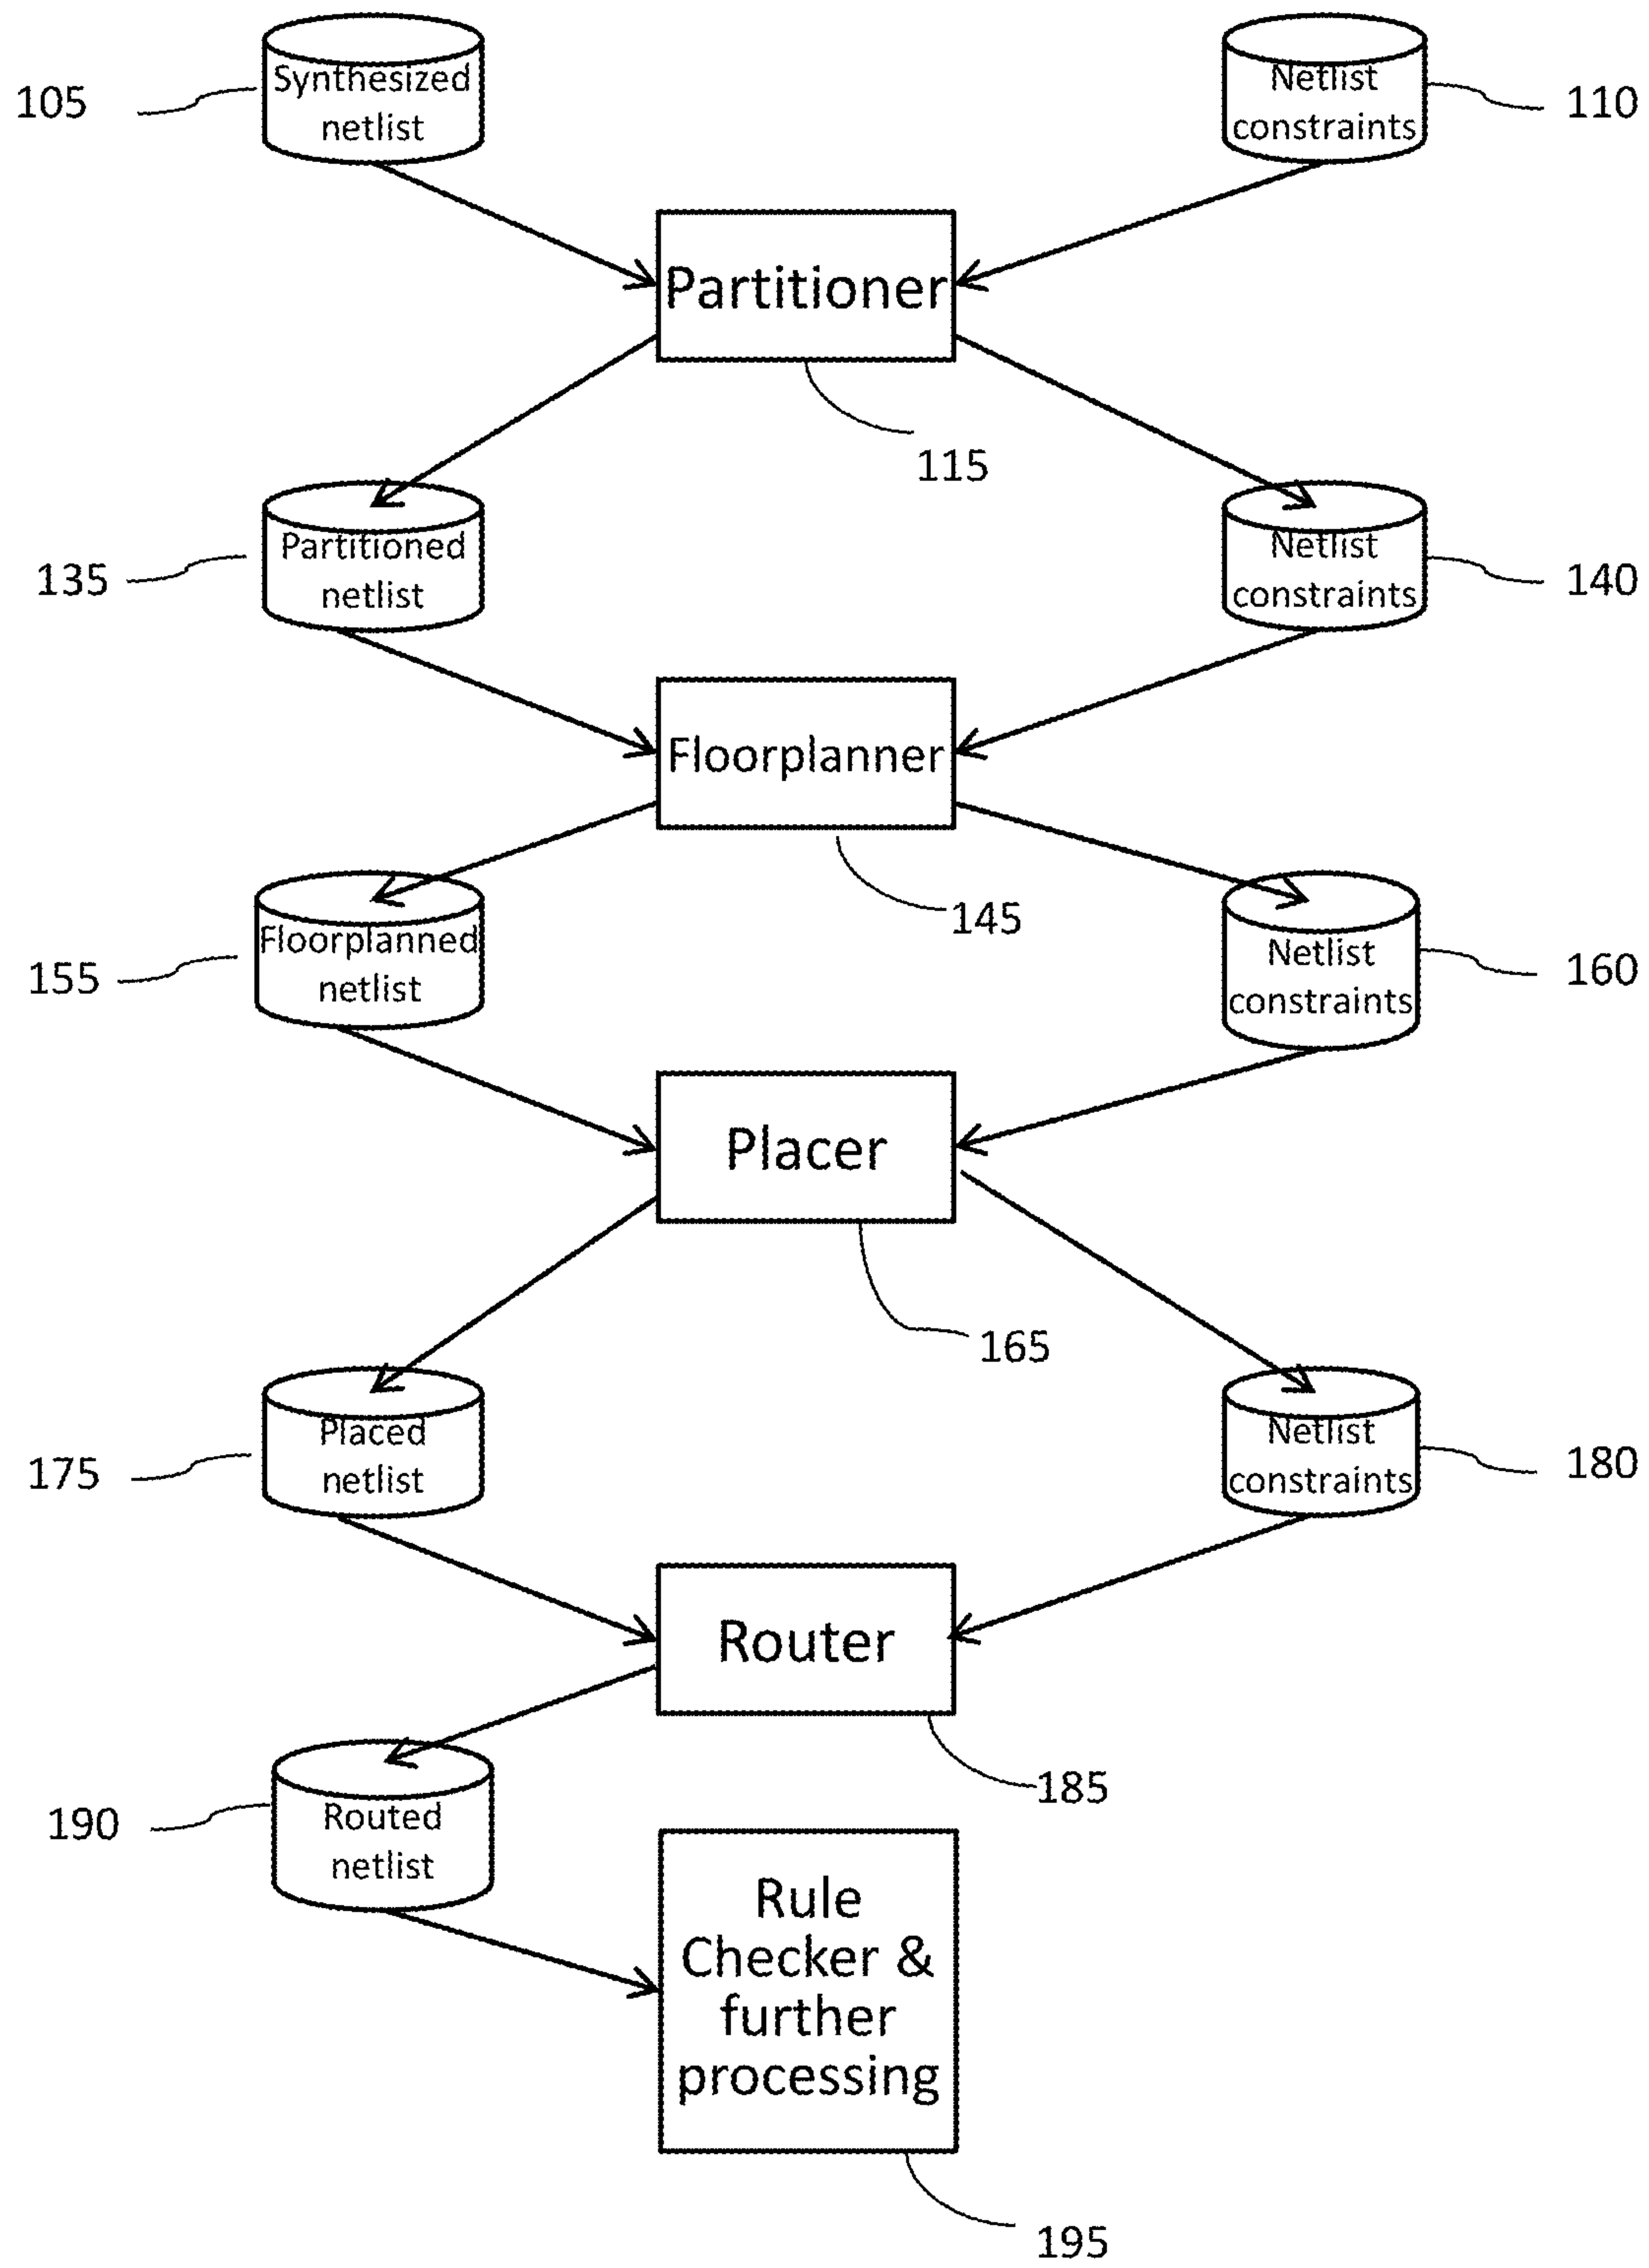 105
Synthesized
netlist
Netlist
constraints
110
Partitioner
115
135
Partitioned
netlist
Netlist
constraints
140
Floorplanner
145
155
Floorplanned
netlist
Netlist
constraints
160
Placer
165
175
Placed
netlist
Netlist
constraints
180
Router
185
190
Routed
netlist
Rule
Checker &
further
processing
195